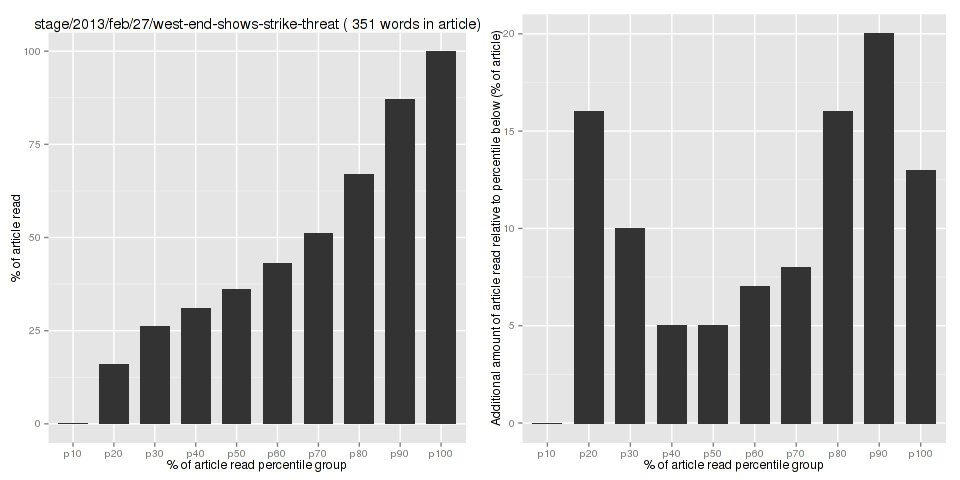 stage/2013/feb/27/west-end-shows-strike-threat ( 351 words in article)
% of article read
100
75
50
25
0
p10 p20 p30 p40 p50 p60 p70 p80 p90 p100
% of article read percentile group
Additional amount of article read relative to percentile below (% of article)
20
15
10
5
0
p10 p20 p30 p40 p50 p60 p70 p80 p90 p100
% of article read percentile group